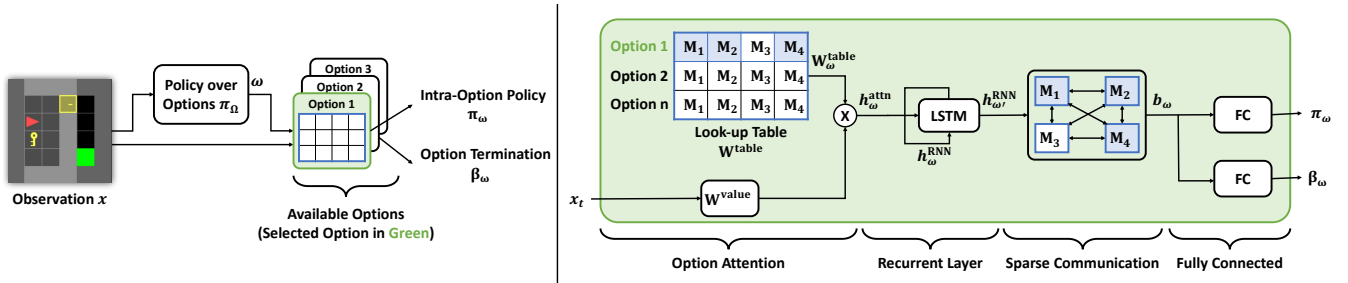 Observation x
Policy over
Options π_Ω
ω
Option 3
Option 2
Option 1
Intra-Option Policy
π_ω
Option Termination
β_ω
Available Options
(Selected Option in Green)
Option 1 M₁ M₂ M₃ M₄
Option 2 M₁ M₂ M₃ M₄
Option n M₁ M₂ M₃ M₄
Look-up Table
W^table
W_ω^table
x_t
W^value
X
h_ω^attn
LSTM
h_ω^RNN
h_ω′^RNN
M₁ M₂
M₃ M₄
b_ω
FC
π_ω
FC
β_ω
Option Attention
Recurrent Layer
Sparse Communication
Fully Connected